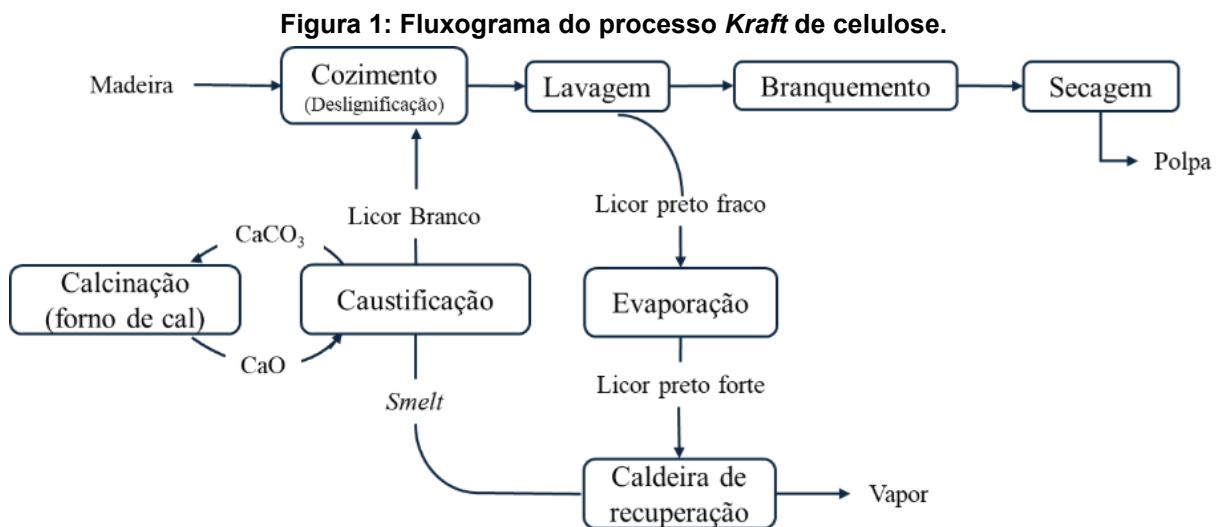 Figura 1: Fluxograma do processo Kraft de celulose.
Madeira
Cozimento
(Deslignificação)
Lavagem
Branquemento
Secagem
Polpa
Licor Branco
Licor preto fraco
CaCO₃
Calcinação
(forno de cal)
Caustificação
Evaporação
CaO
Smelt
Licor preto forte
Caldeira de
recuperação
Vapor